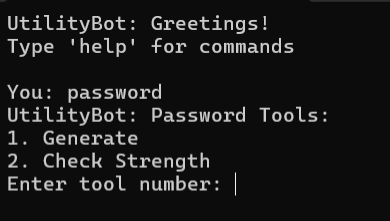 UtilityBot: Greetings!
Type 'help' for commands
You: password
UtilityBot: Password Tools:
1. Generate
2. Check Strength
Enter tool number: